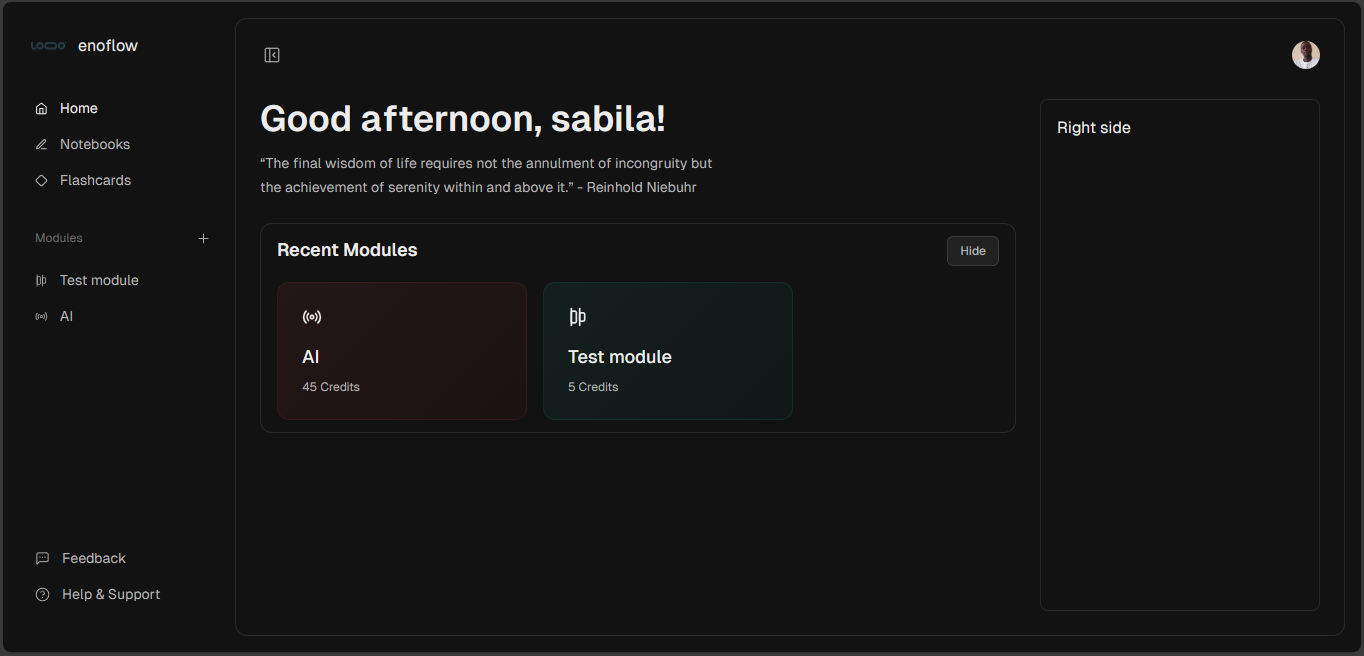 enoflow
Home
Notebooks
Flashcards
Modules
Test module
AI
Feedback
Help & Support
Good afternoon, sabila!
“The final wisdom of life requires not the annulment of incongruity but
the achievement of serenity within and above it.” - Reinhold Niebuhr
Recent Modules
Hide
AI
45 Credits
Test module
5 Credits
Right side